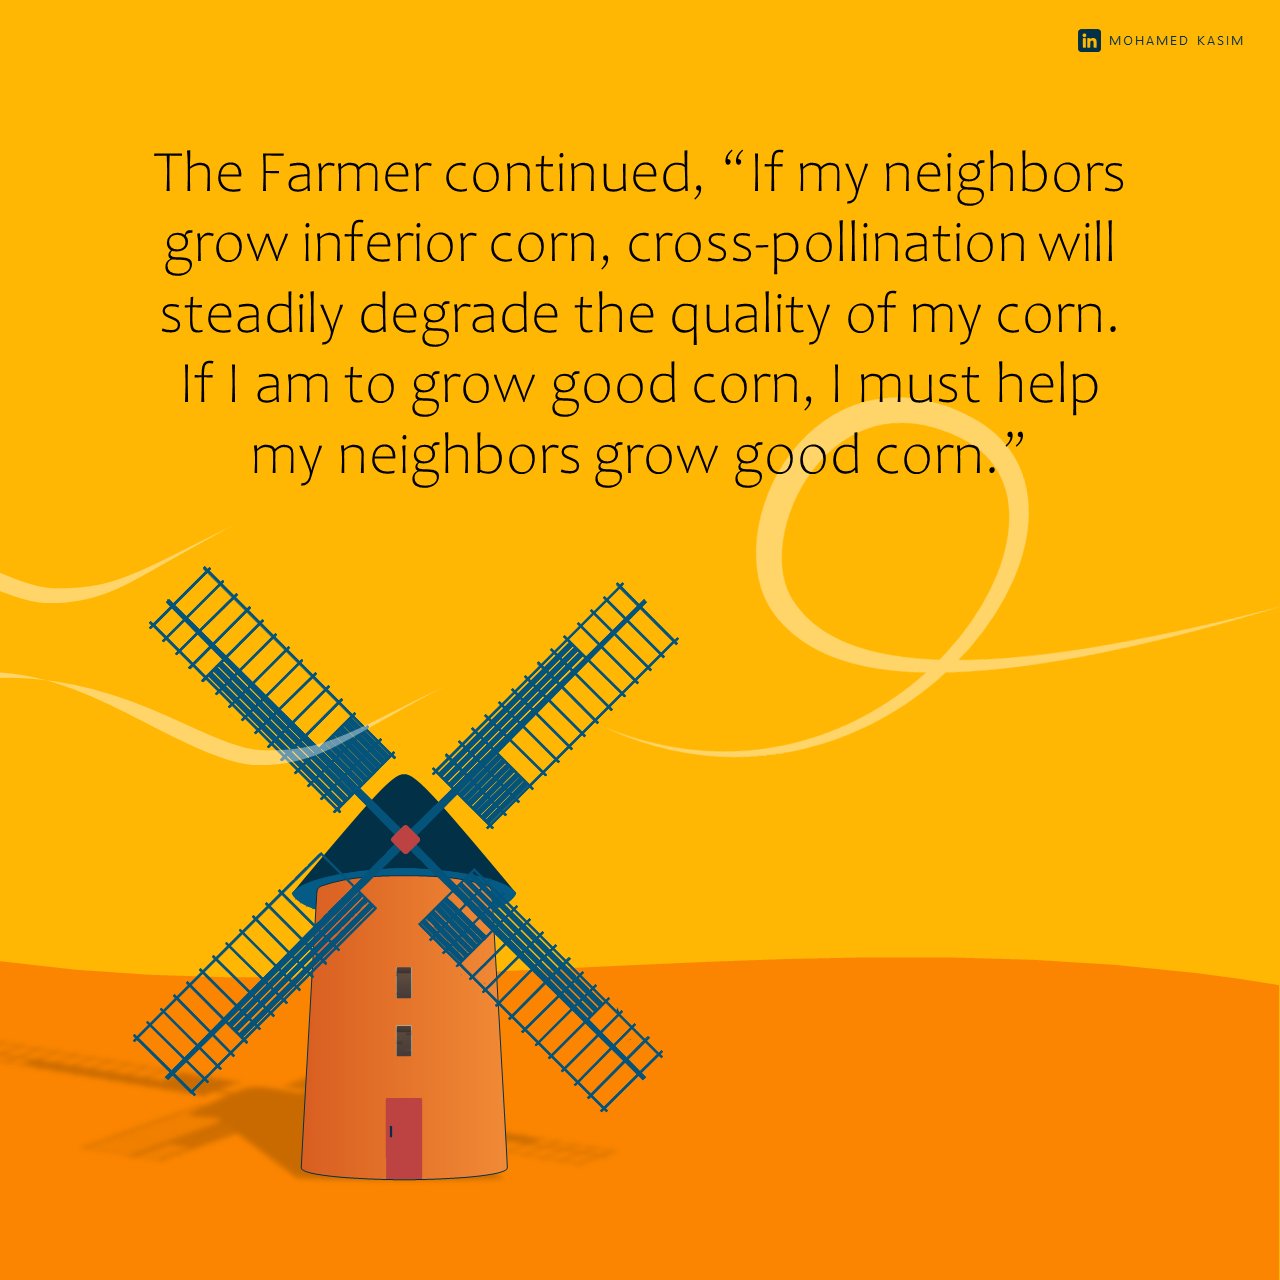 in MOHAMED KASIM
The Farmer continued, “If my neighbors
grow inferior corn, cross-pollination will
steadily degrade the quality of my corn.
If I am to grow good corn, I must help
my neighbors grow good corn.”